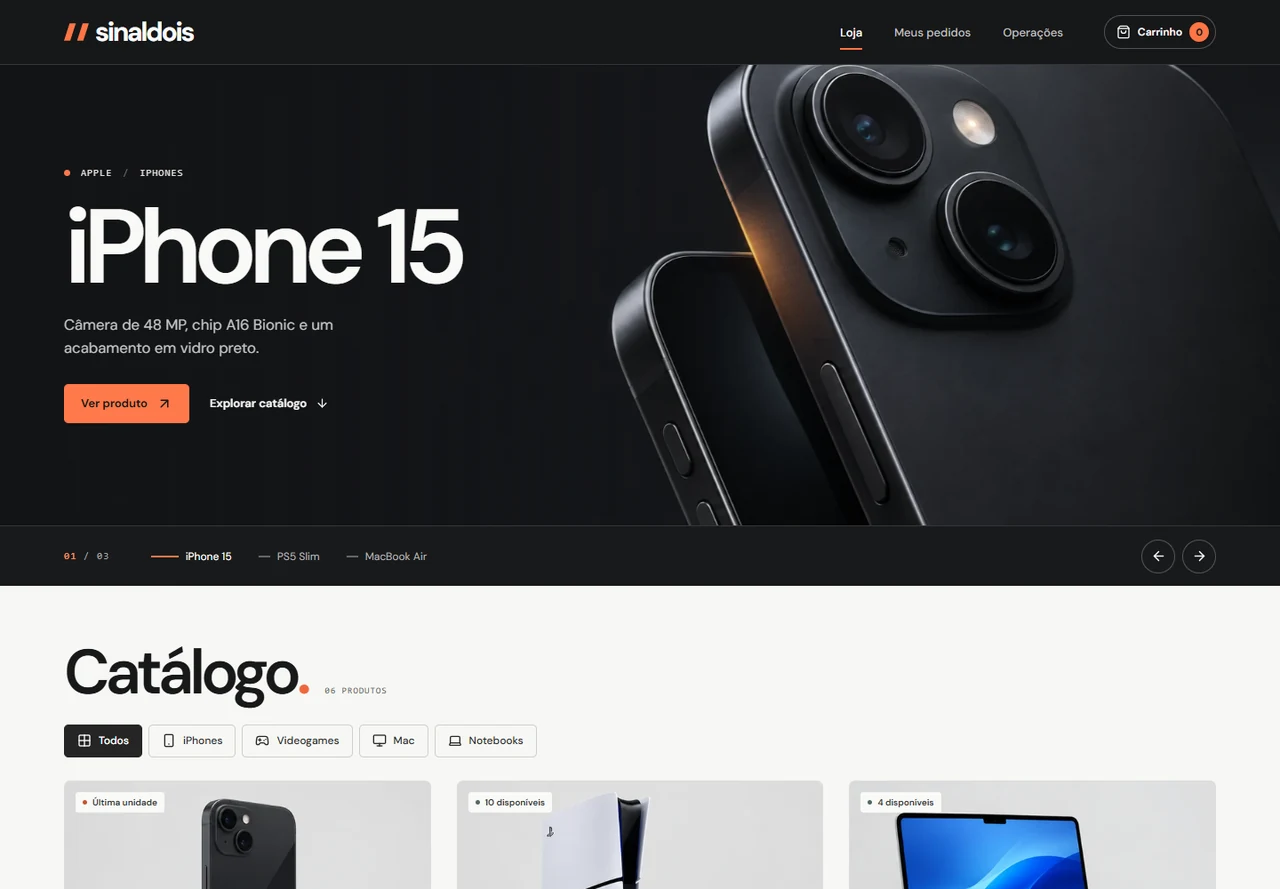 sinaldois
Loja
Meus pedidos
Operações
Carrinho 0
APPLE / IPHONES
iPhone 15
Câmera de 48 MP, chip A16 Bionic e um
acabamento em vidro preto.
Ver produto
Explorar catálogo
01 / 03
iPhone 15
PS5 Slim
MacBook Air
Catálogo.
06 PRODUTOS
Todos
iPhones
Videogames
Mac
Notebooks
Última unidade
10 disponíveis
4 disponíveis